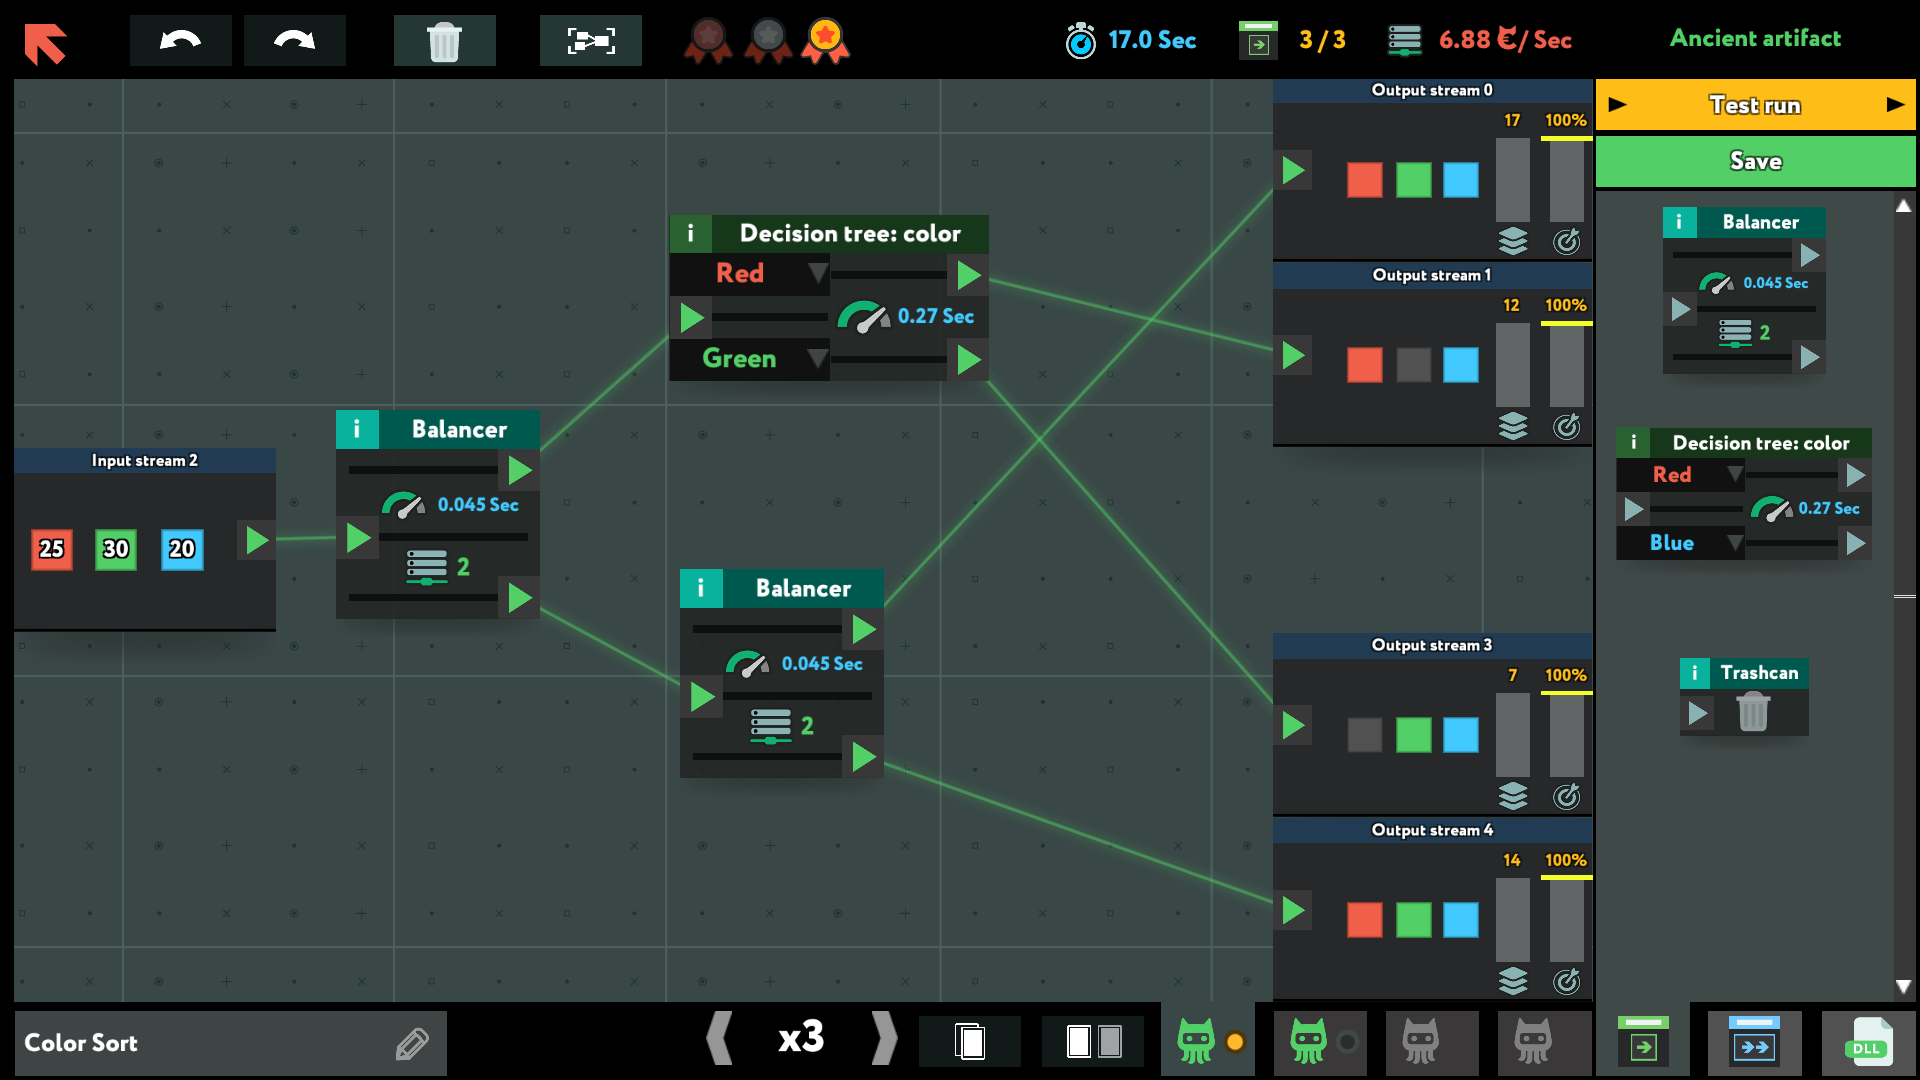 17.0 Sec
3/3
6.88 €/ Sec
Ancient artifact
Test run
Save
Output stream 0
17
100%
Output stream 1
12
100%
Output stream 3
7
100%
Output stream 4
14
100%
i
Decision tree: color
Red
0.27 Sec
Green
i
Balancer
0.045 Sec
2
Input stream 2
25
30
20
i
Balancer
0.045 Sec
2
i
Balancer
0.045 Sec
2
i
Decision tree: color
Red
0.27 Sec
Blue
i
Trashcan
Color Sort
x3
DLL